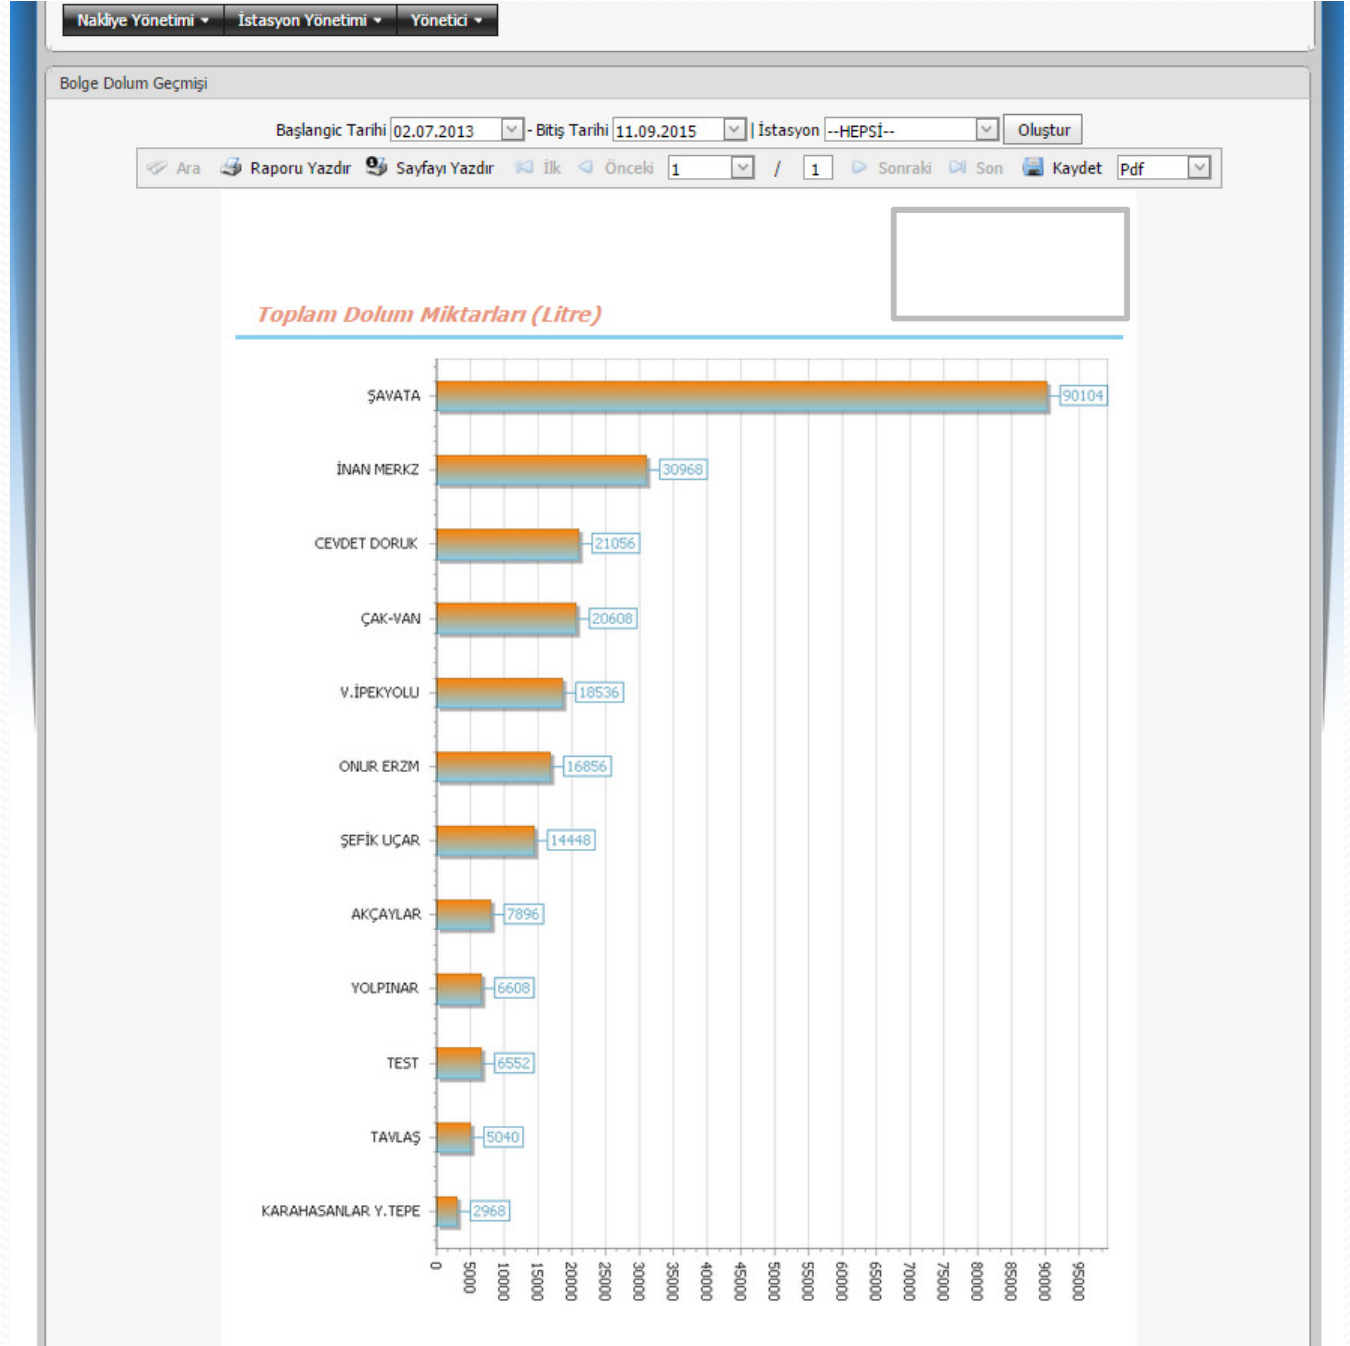 Nakliye Yönetimi İstasyon Yönetimi Yönetici
Bolge Dolum Geçmişi
Başlangic Tarihi 02.07.2013 - Bitiş Tarihi 11.09.2015 | İstasyon --HEPSİ-- Oluştur
Ara Raporu Yazdır Sayfayı Yazdır İlk Önceki 1 / 1 Sonraki Son Kaydet Pdf
Toplam Dolum Miktarları (Litre)
ŞAVATA 90104
İNAN MERKZ 30968
CEVDET DORUK 21056
ÇAK-VAN 20608
V.İPEKYOLU 18536
ONUR ERZM 16856
ŞEFİK UÇAR 14448
AKÇAYLAR 7896
YOLPINAR 6608
TEST 6552
TAVLAŞ 5040
KARAHASANLAR Y.TEPE 2968
0 5000 10000 15000 20000 25000 30000 35000 40000 45000 50000 55000 60000 65000 70000 75000 80000 85000 90000 95000